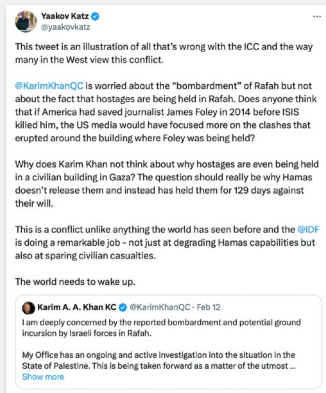 Yaakov Katz
@yaakovkatz
This tweet is an illustration of all that's wrong with the ICC and the way
many in the West view this conflict.
@KarimKhanQC is worried about the "bombardment" of Rafah but not
about the fact that hostages are being held in Rafah. Does anyone think
that if America had saved journalist James Foley in 2014 before ISIS
killed him, the US media would have focused more on the clashes that
erupted around the building where Foley was being held?
Why does Karim Khan not think about why hostages are even being held
in a civilian building in Gaza? The question should really be why Hamas
doesn't release them and instead has held them for 129 days against
their will.
This is a conflict unlike anything the world has seen before and the @IDF
is doing a remarkable job - not just at degrading Hamas capabilities but
also at sparing civilian casualties.
The world needs to wake up.
Karim A. A. Khan KC @KarimKhanQC · Feb 12
I am deeply concerned by the reported bombardment and potential ground
incursion by Israeli forces in Rafah.
My Office has an ongoing and active investigation into the situation in the
State of Palestine. This is being taken forward as a matter of the utmost ...
Show more